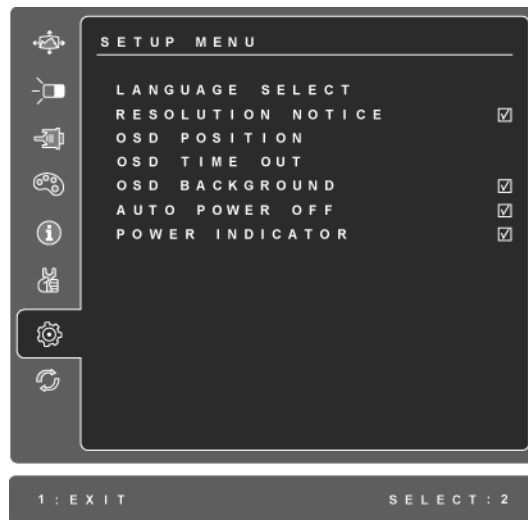 SETUP MENU
LANGUAGE SELECT
RESOLUTION NOTICE
OSD POSITION
OSD TIME OUT
OSD BACKGROUND
AUTO POWER OFF
POWER INDICATOR
1:EXIT SELECT:2